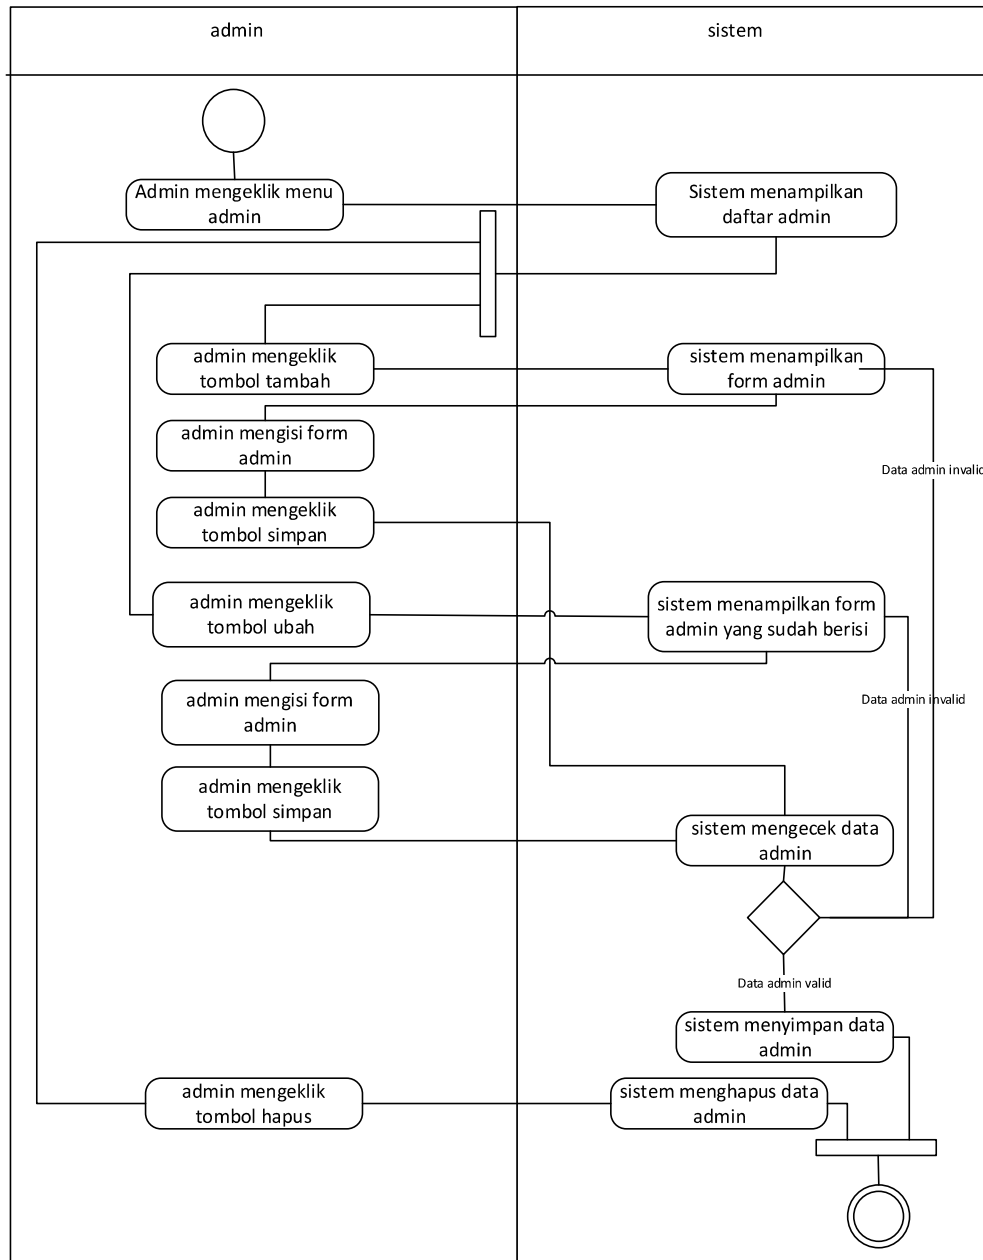 admin
sistem
Admin mengeklik menu
admin
Sistem menampilkan
daftar admin
admin mengeklik
tombol tambah
sistem menampilkan
form admin
admin mengisi form
admin
Data admin invalid
admin mengeklik
tombol simpan
admin mengeklik
tombol ubah
sistem menampilkan form
admin yang sudah berisi
admin mengisi form
admin
Data admin invalid
admin mengeklik
tombol simpan
sistem mengecek data
admin
Data admin valid
sistem menyimpan data
admin
admin mengeklik
tombol hapus
sistem menghapus data
admin